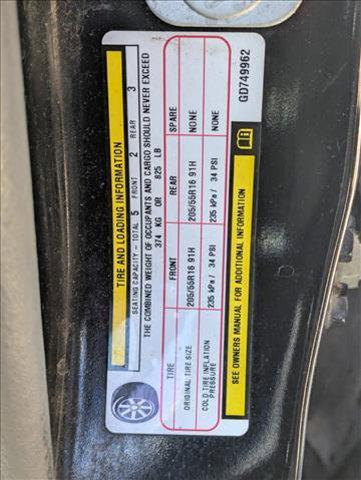 TIRE AND LOADING INFORMATION
SEATING CAPACITY - TOTAL 5 FRONT 2 REAR 3
THE COMBINED WEIGHT OF OCCUPANTS AND CARGO SHOULD NEVER EXCEED
374 KG OR 825 LB
TIRE FRONT REAR SPARE
ORIGINAL TIRE SIZE 205/55R16 91H 205/55R16 91H NONE
COLD TIRE INFLATION PRESSURE 235 kPa / 34 PSI 235 kPa / 34 PSI NONE
SEE OWNERS MANUAL FOR ADDITIONAL INFORMATION
GD749962